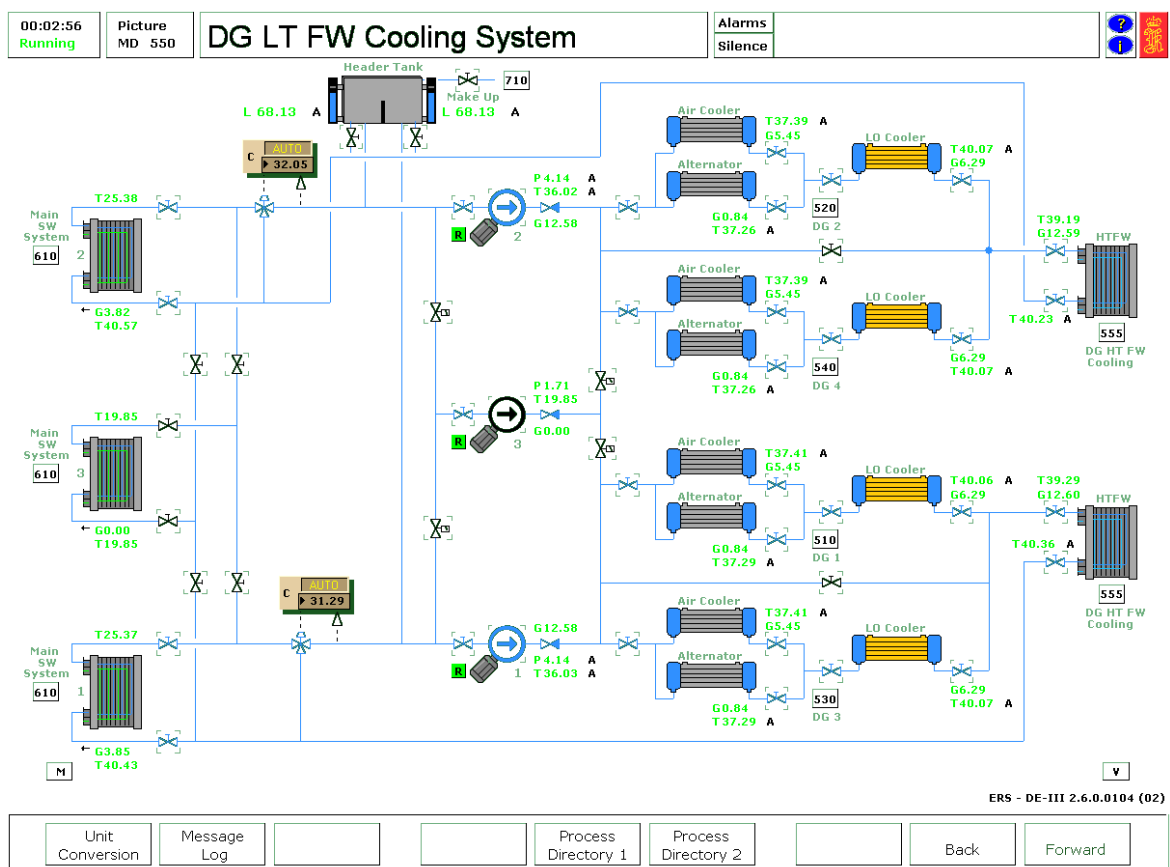 00:02:56
Running
Picture
MD 550
DG LT FW Cooling System
Alarms
Silence
?
i
Header Tank
710
Make Up
L 68.13 A
L 68.13 A
C AUTO
32.05
T25.38
Main
SW
System
610
2
G3.82
T40.57
P4.14 A
T36.02 A
G12.58
R
2
Air Cooler
T37.39 A
G5.45
Alternator
G0.84
T37.26 A
520
DG 2
LO Cooler
T40.07 A
G6.29
T39.19
G12.59
HTFW
T40.23 A
555
DG HT FW
Cooling
Air Cooler
T37.39 A
G5.45
Alternator
G0.84
T37.26 A
540
DG 4
LO Cooler
G6.29
T40.07 A
T19.85
Main
SW
System
610
3
G0.00
T19.85
P1.71
T19.85
G0.00
R
3
Air Cooler
T37.41 A
G5.45
Alternator
G0.84
T37.29 A
510
DG 1
LO Cooler
T40.06 A
G6.29
T39.29
G12.60
HTFW
T40.36 A
555
DG HT FW
Cooling
C AUTO
31.29
T25.37
Main
SW
System
610
1
G3.85
T40.43
G12.58
P4.14 A
T36.03 A
R
1
Air Cooler
T37.41 A
G5.45
Alternator
G0.84
T37.29 A
530
DG 3
LO Cooler
G6.29
T40.07 A
M
V
ERS - DE-III 2.6.0.0104 (02)
Unit
Conversion
Message
Log
Process
Directory 1
Process
Directory 2
Back
Forward